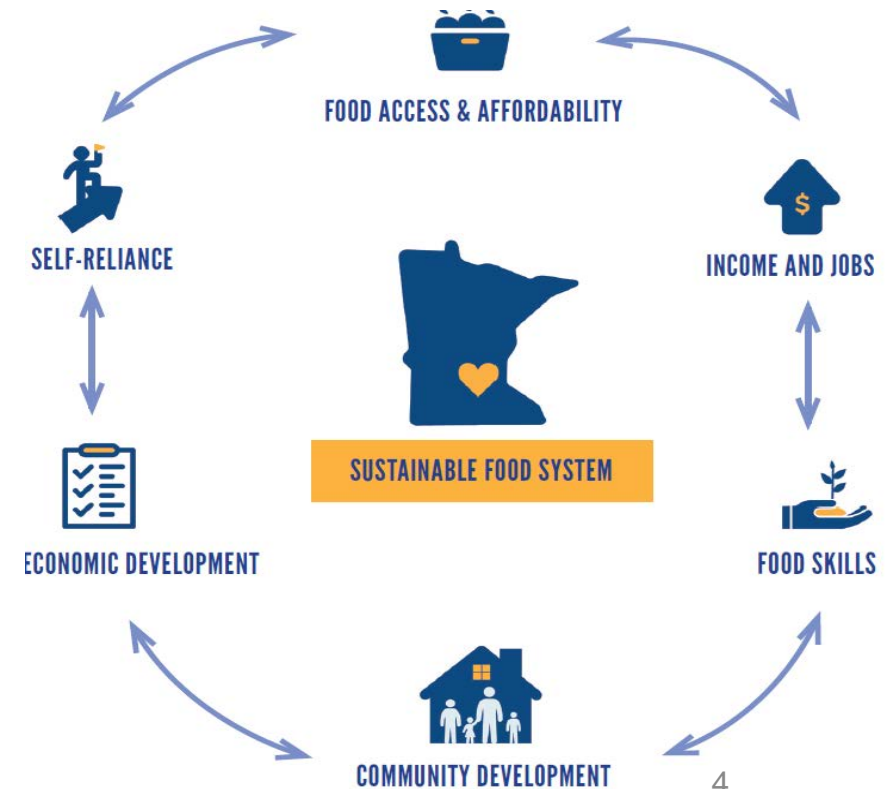 FOOD ACCESS & AFFORDABILITY
SELF-RELIANCE
$
INCOME AND JOBS
SUSTAINABLE FOOD SYSTEM
ECONOMIC DEVELOPMENT
FOOD SKILLS
COMMUNITY DEVELOPMENT
4